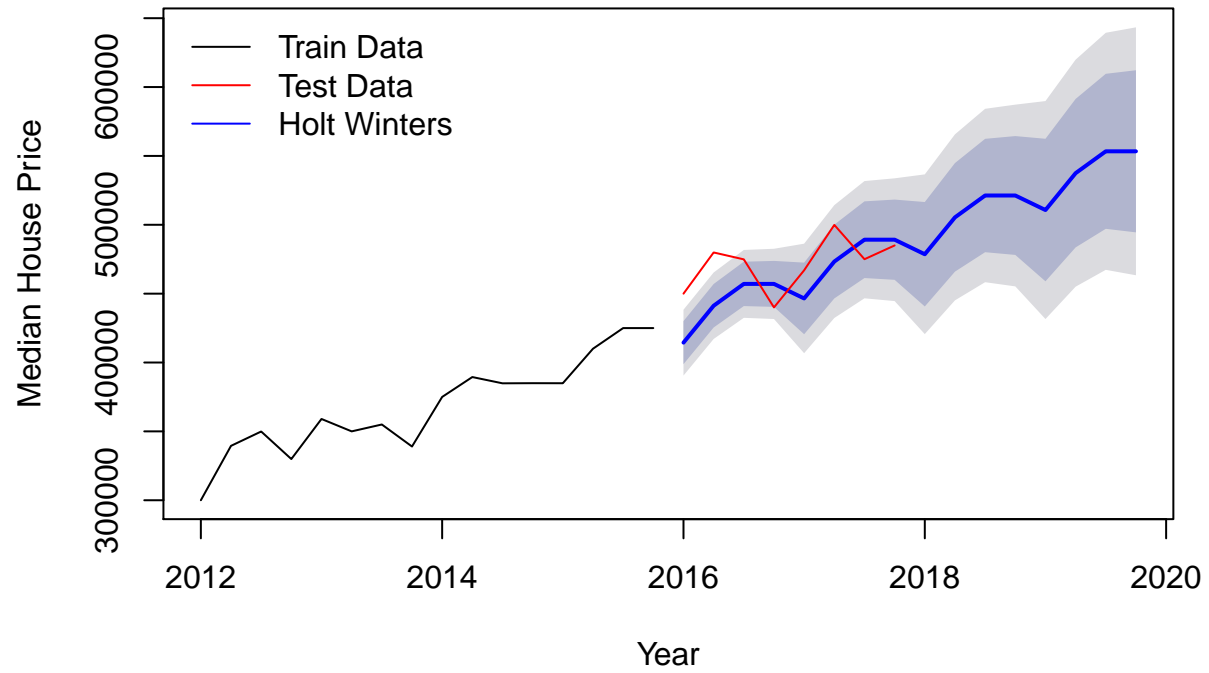 Train Data
Test Data
Holt Winters
Median House Price
600000
500000
400000
300000
2012
2014
2016
2018
2020
Year